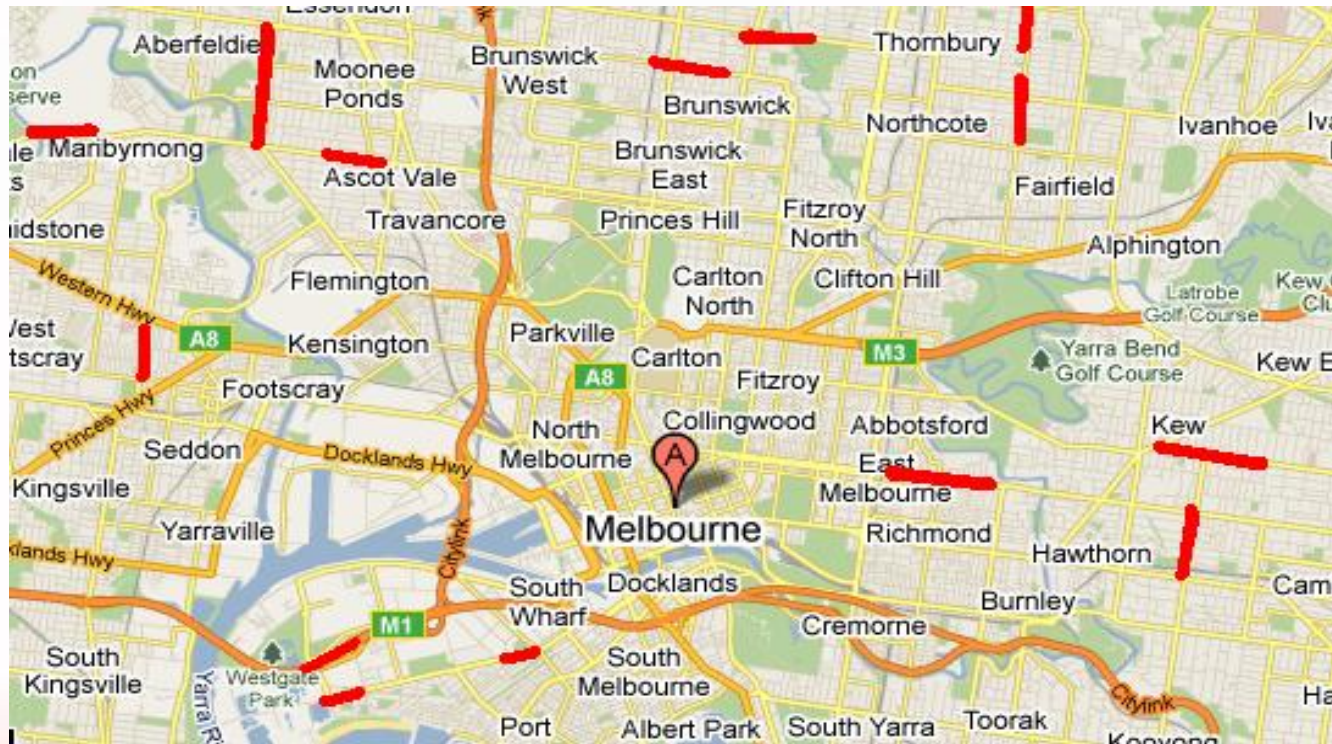 Essendon
Aberfeldie
Moonee
Ponds
Brunswick
West
Thornbury
Brunswick
Northcote
Ivanhoe
Maribyrnong
Ascot Vale
Brunswick
East
Fairfield
Travancore
Princes Hill
Fitzroy
North
Alphington
Flemington
Carlton
North
Clifton Hill
Western Hwy
Latrobe
Golf Course
Kew
A8
Kensington
Parkville
Carlton
M3
Yarra Bend
Golf Course
Kew E
Footscray
A8
Fitzroy
Princes Hwy
Collingwood
Abbotsford
Kew
Seddon
Docklands Hwy
North
Melbourne
A
East
Melbourne
Kingsville
Yarraville
Melbourne
Richmond
Hawthorn
Citylink
South
Wharf
Docklands
Cam
Burnley
M1
Cremorne
South
Kingsville
Westgate
Park
South
Melbourne
Citylink
Port
Albert Park
South Yarra
Toorak
Kooyong